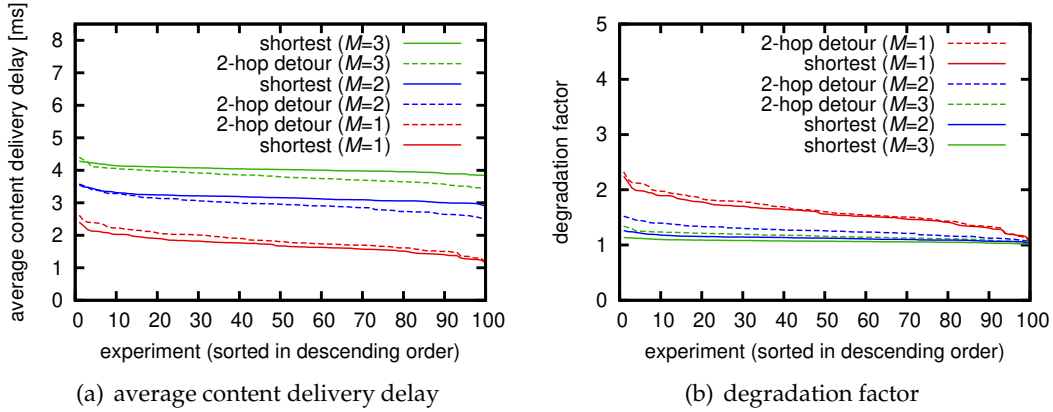 average content delivery delay [ms]
8
7
6
5
4
3
2
1
0
shortest (M=3)
2-hop detour (M=3)
shortest (M=2)
2-hop detour (M=2)
2-hop detour (M=1)
shortest (M=1)
0 10 20 30 40 50 60 70 80 90 100
experiment (sorted in descending order)
(a) average content delivery delay
degradation factor
5
4
3
2
1
0
2-hop detour (M=1)
shortest (M=1)
2-hop detour (M=2)
2-hop detour (M=3)
shortest (M=2)
shortest (M=3)
0 10 20 30 40 50 60 70 80 90 100
experiment (sorted in descending order)
(b) degradation factor